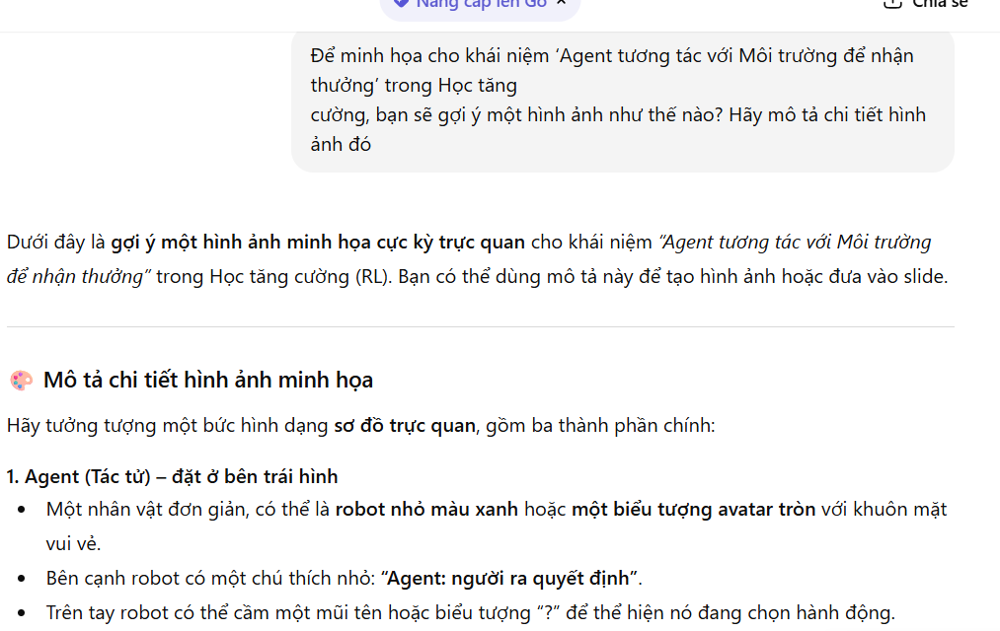 Nâng cấp lên Go ×
Chia sẻ
Để minh họa cho khái niệm ‘Agent tương tác với Môi trường để nhận
thưởng’ trong Học tăng
cường, bạn sẽ gợi ý một hình ảnh như thế nào? Hãy mô tả chi tiết hình
ảnh đó
Dưới đây là gợi ý một hình ảnh minh họa cực kỳ trực quan cho khái niệm “Agent tương tác với Môi trường
để nhận thưởng” trong Học tăng cường (RL). Bạn có thể dùng mô tả này để tạo hình ảnh hoặc đưa vào slide.
🎨 Mô tả chi tiết hình ảnh minh họa
Hãy tưởng tượng một bức hình dạng sơ đồ trực quan, gồm ba thành phần chính:
1. Agent (Tác tử) – đặt ở bên trái hình
• Một nhân vật đơn giản, có thể là robot nhỏ màu xanh hoặc một biểu tượng avatar tròn với khuôn mặt
vui vẻ.
• Bên cạnh robot có một chú thích nhỏ: “Agent: người ra quyết định”.
• Trên tay robot có thể cầm một mũi tên hoặc biểu tượng “?” để thể hiện nó đang chọn hành động.